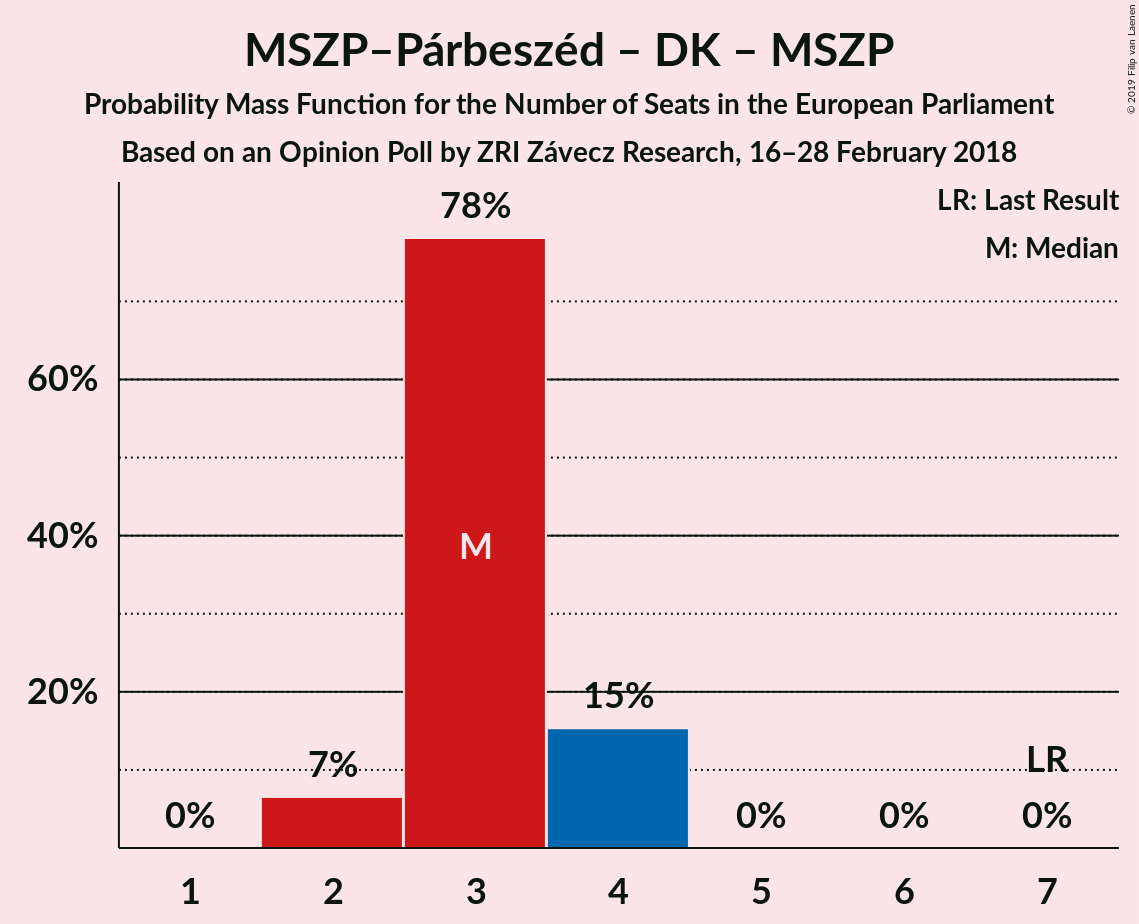 MSZP–Párbeszéd – DK – MSZP
Probability Mass Function for the Number of Seats in the European Parliament
Based on an Opinion Poll by ZRI Závecz Research, 16–28 February 2018
© 2019 Filip van Laenen
LR: Last Result
M: Median
78%
60%
40%
M
20%
15%
7%
LR
0%
0%
0%
0%
1
2
3
4
5
6
7